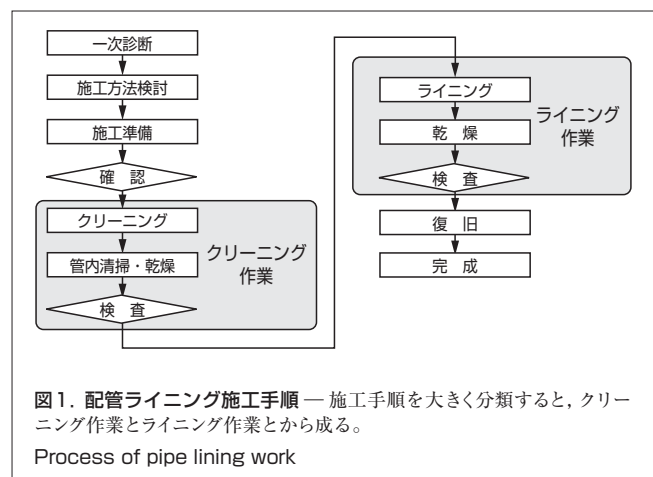 一次診断
施工方法検討
施工準備
確 認
クリーニング
管内清掃・乾燥
検 査
クリーニング
作業
ライニング
乾 燥
検 査
ライニング
作業
復 旧
完 成
図1. 配管ライニング施工手順 — 施工手順を大きく分類すると, クリー
ニング作業とライニング作業とから成る。
Process of pipe lining work